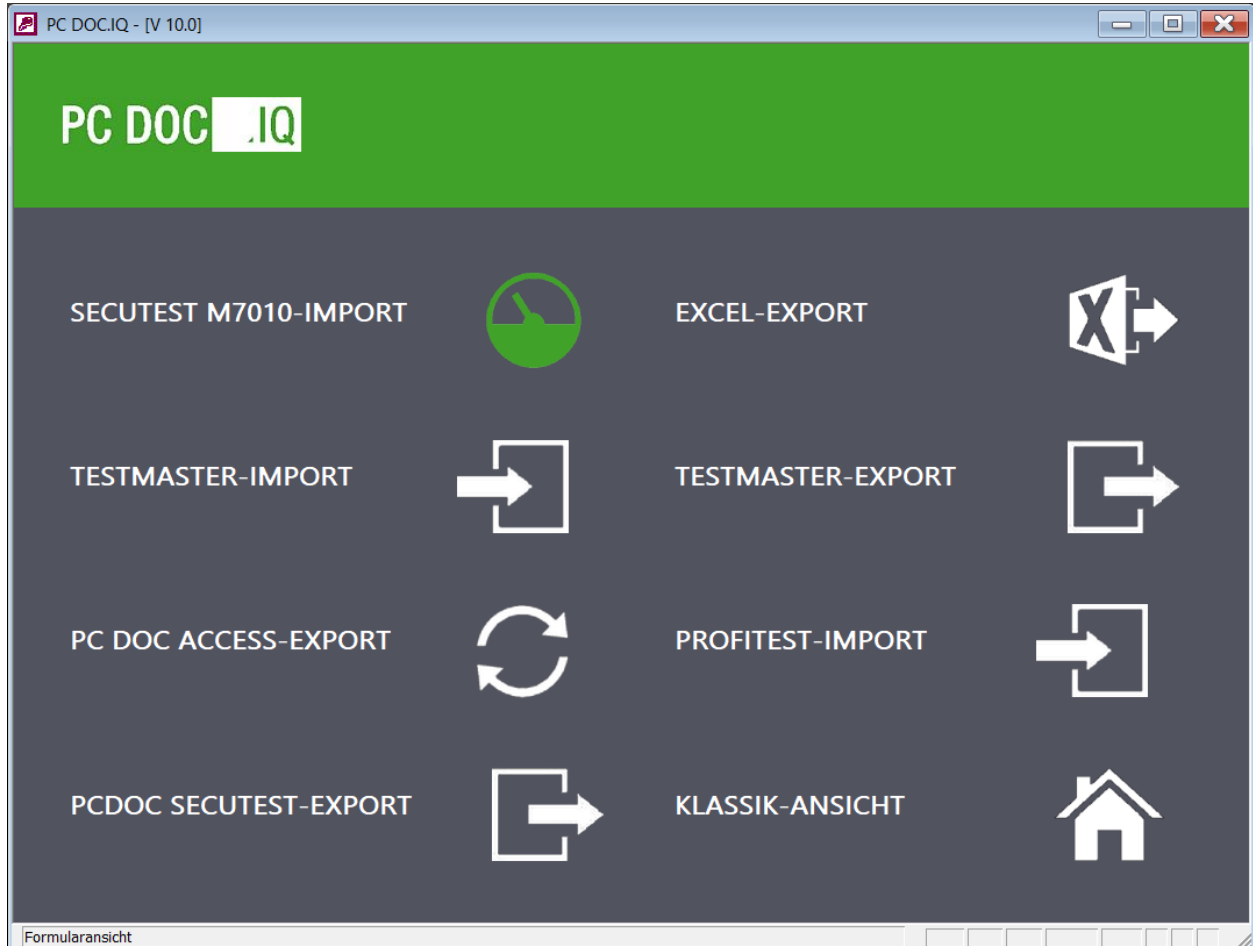 PC DOC.IQ - [V 10.0]
PC DOC .IQ
SECUTEST M7010-IMPORT
EXCEL-EXPORT
X
TESTMASTER-IMPORT
TESTMASTER-EXPORT
PC DOC ACCESS-EXPORT
PROFITEST-IMPORT
PCDOC SECUTEST-EXPORT
KLASSIK-ANSICHT
Formularansicht